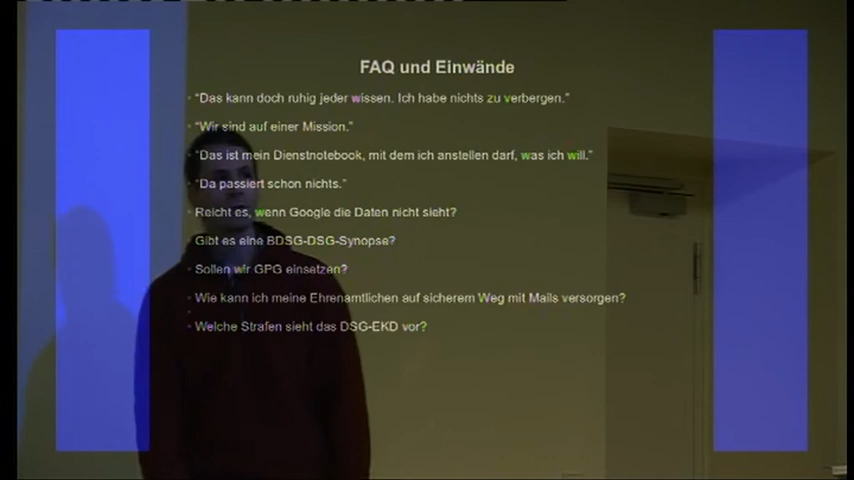 FAQ und Einwände
"Das kann doch ruhig jeder wissen. Ich habe nichts zu verbergen."
"Wir sind auf einer Mission."
"Das ist mein Dienstnotebook, mit dem ich anstellen darf, was ich will."
"Da passiert schon nichts."
Reicht es, wenn Google die Daten nicht sieht?
Gibt es eine BDSG-DSG-Synopse?
Sollen wir GPG einsetzen?
Wie kann ich meine Ehrenamtlichen auf sicherem Weg mit Mails versorgen?
Welche Strafen sieht das DSG-EKD vor?